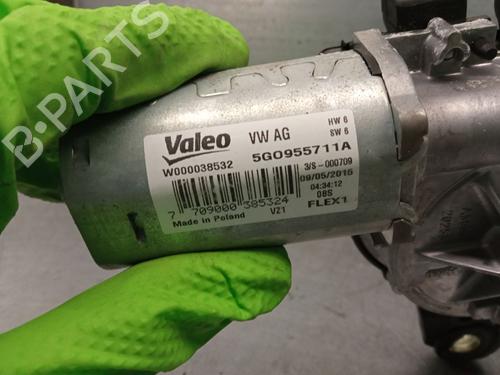 B-PARTS
Valeo
VW AG
HW 6
SW 6
W000038532
5G0955711A
3/S-000709
09/05/2016
04:34:12
08S
7 709000 385324
Made in Poland
VZ1
FLEX1